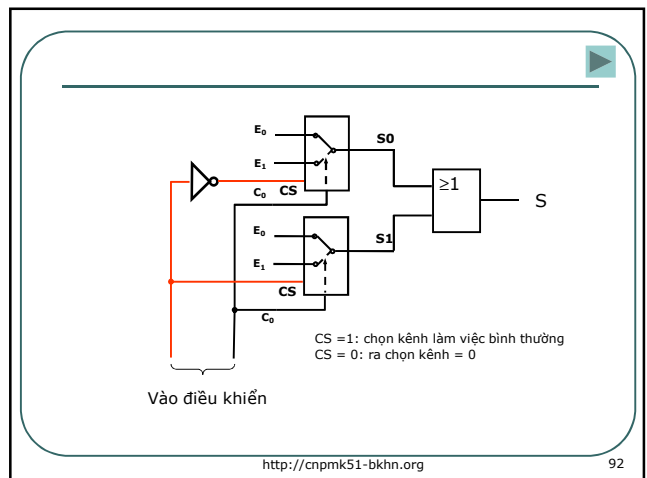 E₀
S0
E₁
≥1
C₀ CS
S
E₀
S1
E₁
CS
C₀
CS =1: chọn kênh làm việc bình thường
CS = 0: ra chọn kênh = 0
Vào điều khiển
http://cnpmk51-bkhn.org 92